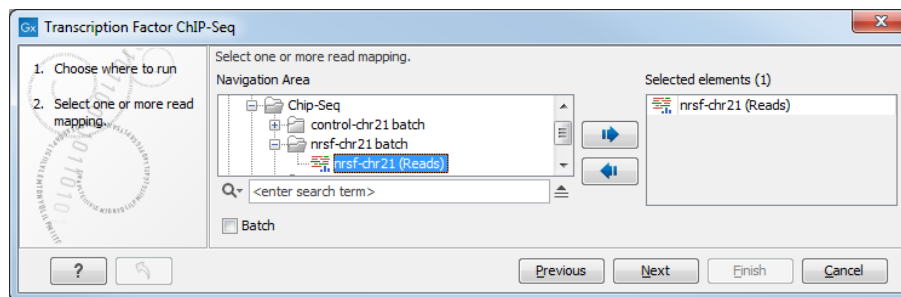 Gx Transcription Factor ChIP-Seq
x
1. Choose where to run
2. Select one or more read
mapping.
Select one or more read mapping.
Navigation Area
Chip-Seq
control-chr21 batch
nrsf-chr21 batch
nrsf-chr21 (Reads)
<enter search term>
Batch
Selected elements (1)
nrsf-chr21 (Reads)
?
Previous
Next
Finish
Cancel